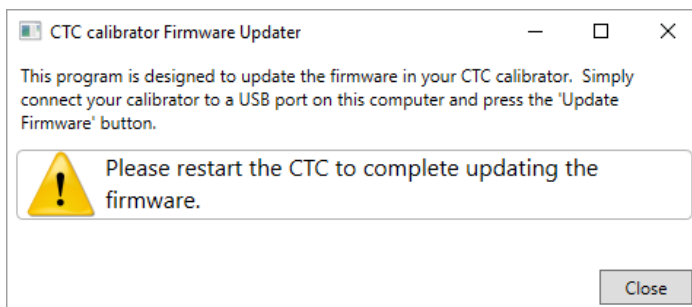 CTC calibrator Firmware Updater
This program is designed to update the firmware in your CTC calibrator.  Simply
connect your calibrator to a USB port on this computer and press the 'Update
Firmware' button.
Please restart the CTC to complete updating the
firmware.
Close